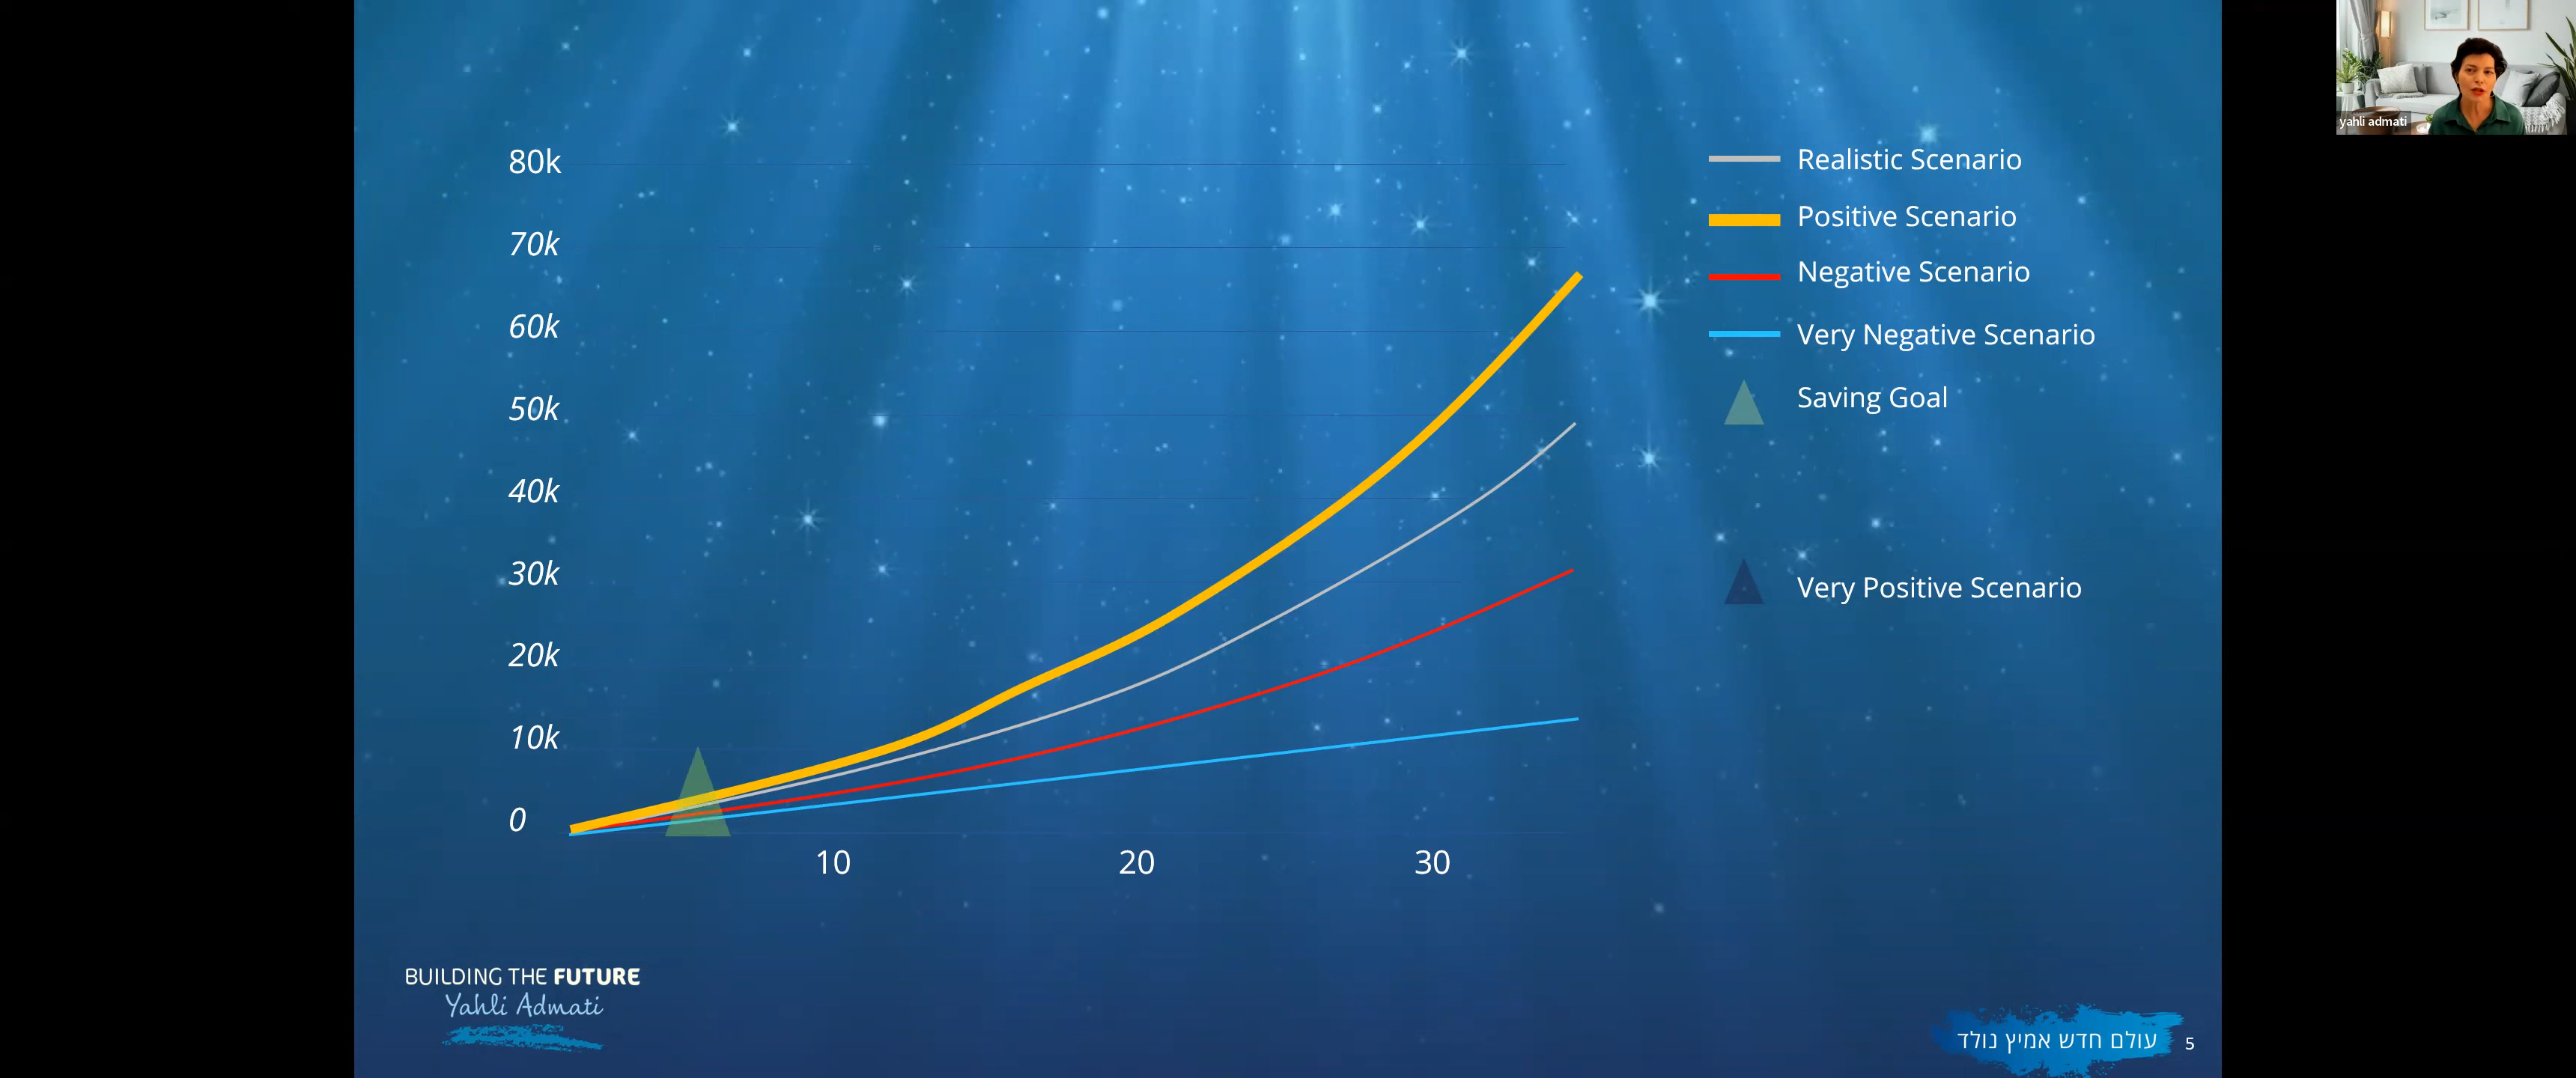 yahli admati
80k
70k
60k
50k
40k
30k
20k
10k
0
10 20 30
Realistic Scenario
Positive Scenario
Negative Scenario
Very Negative Scenario
Saving Goal
Very Positive Scenario
BUILDING THE FUTURE
Yahli Admati
עולם חדש אמיץ נולד
5